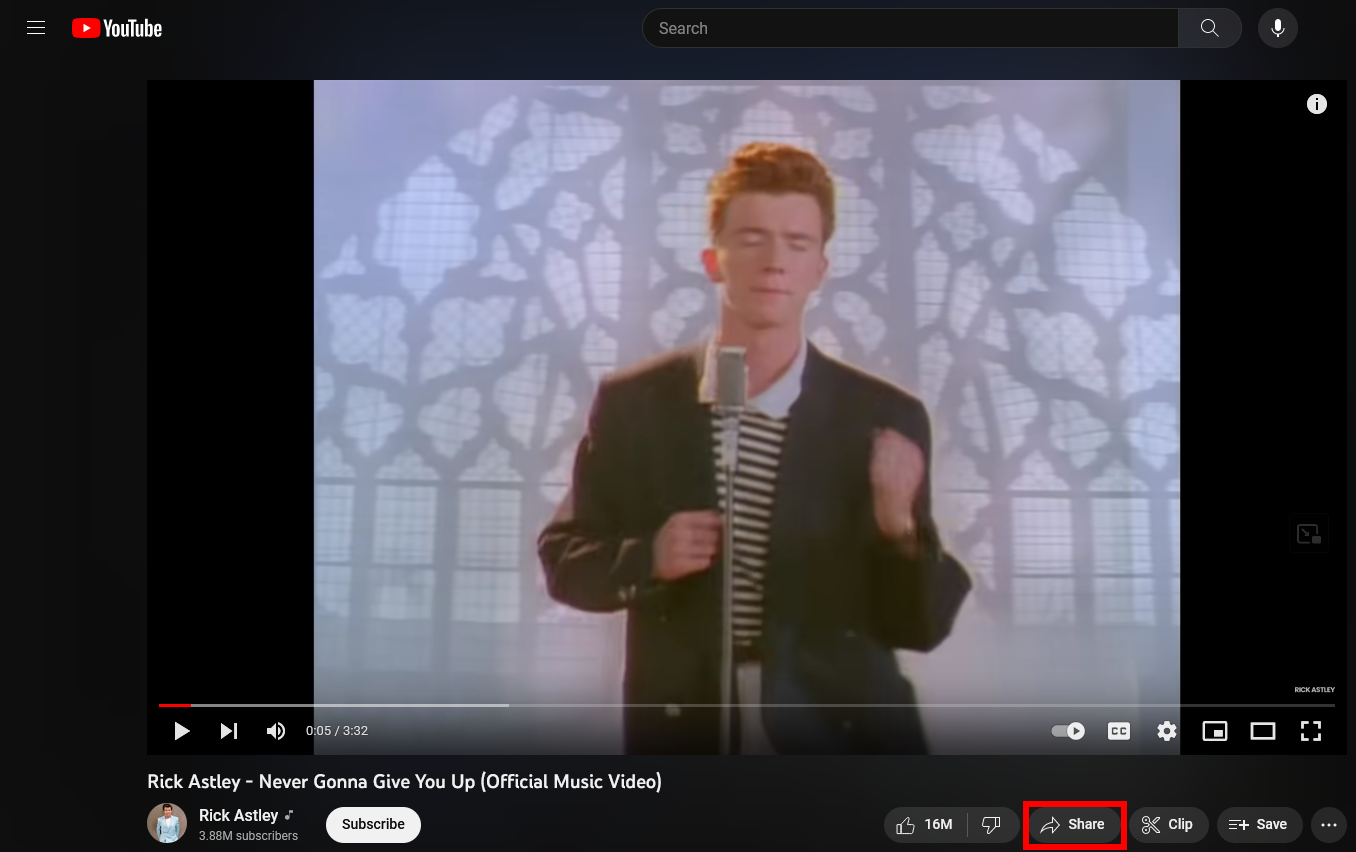 YouTube
Search
RICK ASTLEY
0:05 / 3:32
CC
Rick Astley - Never Gonna Give You Up (Official Music Video)
Rick Astley
3.88M subscribers
Subscribe
16M
Share
Clip
Save